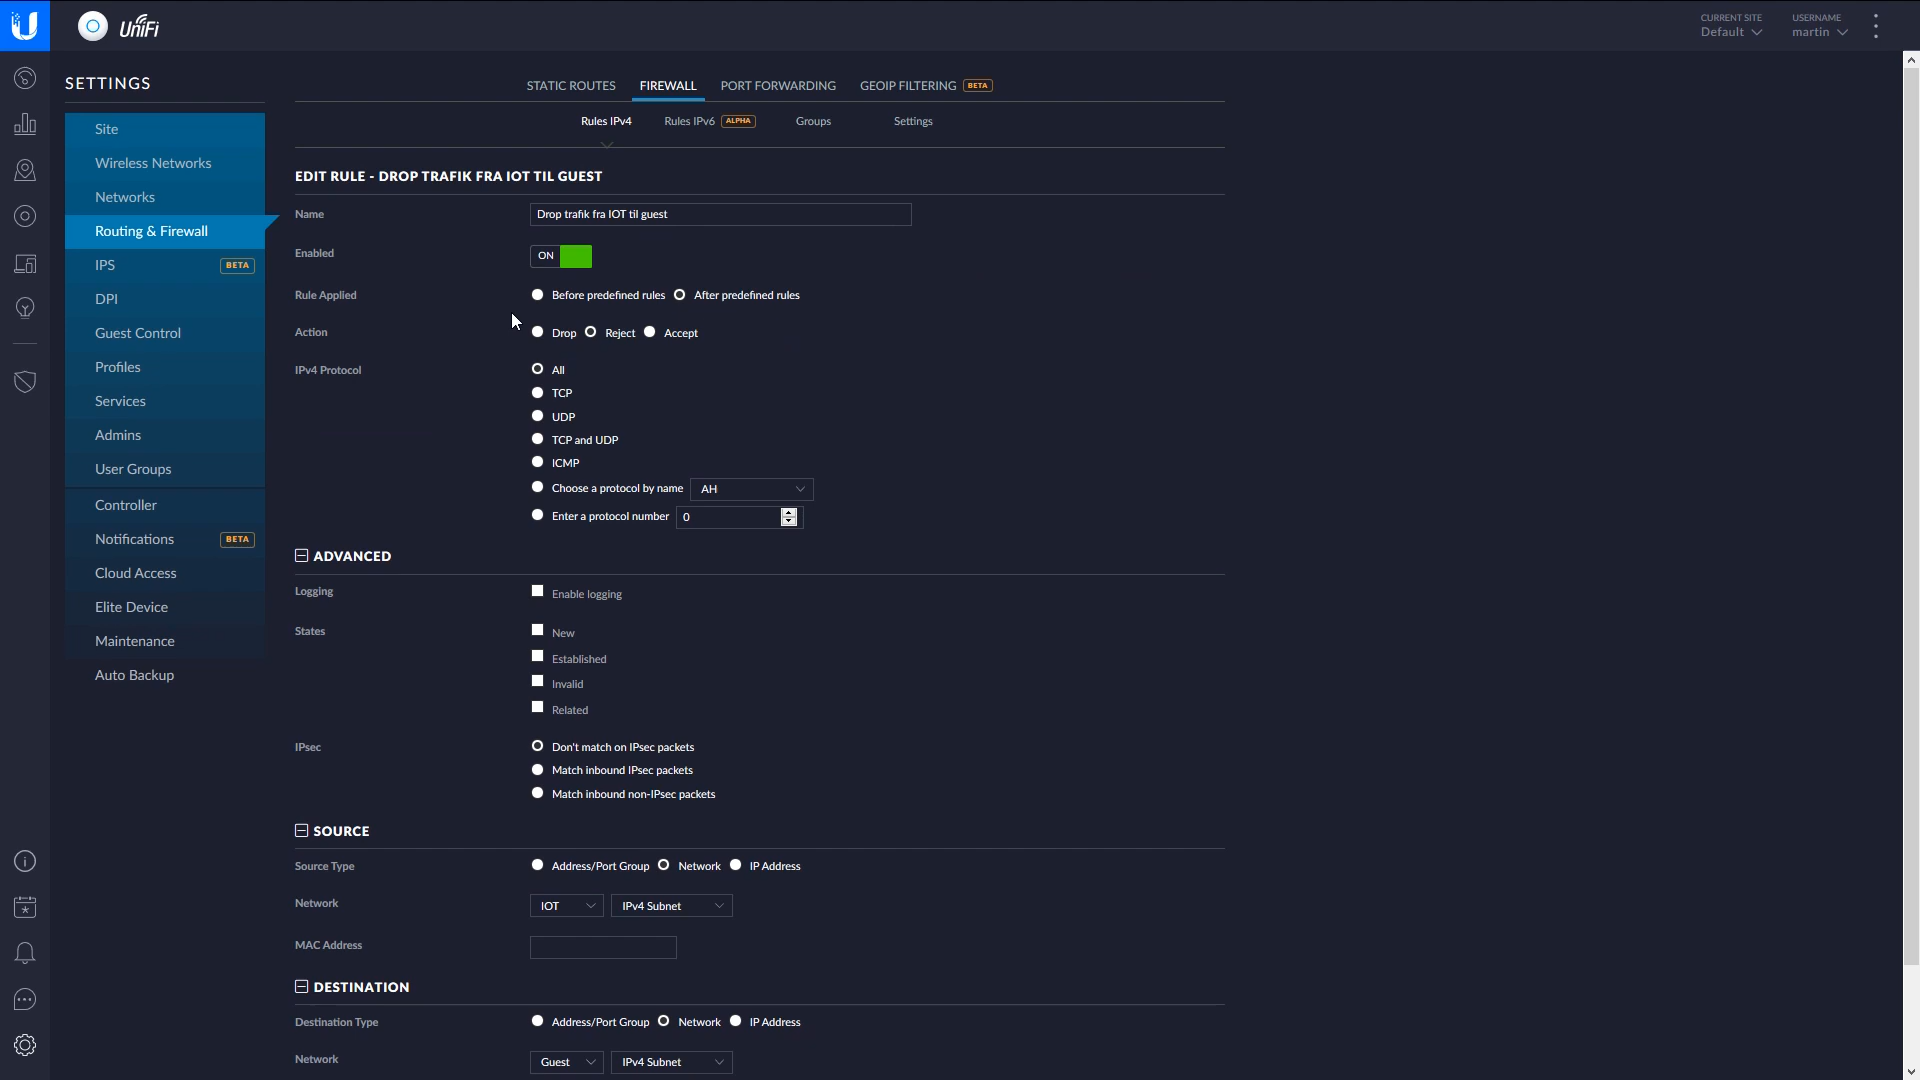 UniFi
CURRENT SITE
Default
USERNAME
martin
SETTINGS
Site
Wireless Networks
Networks
Routing & Firewall
IPS BETA
DPI
Guest Control
Profiles
Services
Admins
User Groups
Controller
Notifications BETA
Cloud Access
Elite Device
Maintenance
Auto Backup
STATIC ROUTES FIREWALL PORT FORWARDING GEOIP FILTERING BETA
Rules IPv4 Rules IPv6 ALPHA Groups Settings
EDIT RULE - DROP TRAFIK FRA IOT TIL GUEST
Name Drop trafik fra IOT til guest
Enabled ON
Rule Applied Before predefined rules After predefined rules
Action Drop Reject Accept
IPv4 Protocol All
TCP
UDP
TCP and UDP
ICMP
Choose a protocol by name AH
Enter a protocol number 0
ADVANCED
Logging Enable logging
States New
Established
Invalid
Related
IPsec Don't match on IPsec packets
Match inbound IPsec packets
Match inbound non-IPsec packets
SOURCE
Source Type Address/Port Group Network IP Address
Network IOT IPv4 Subnet
MAC Address
DESTINATION
Destination Type Address/Port Group Network IP Address
Network Guest IPv4 Subnet